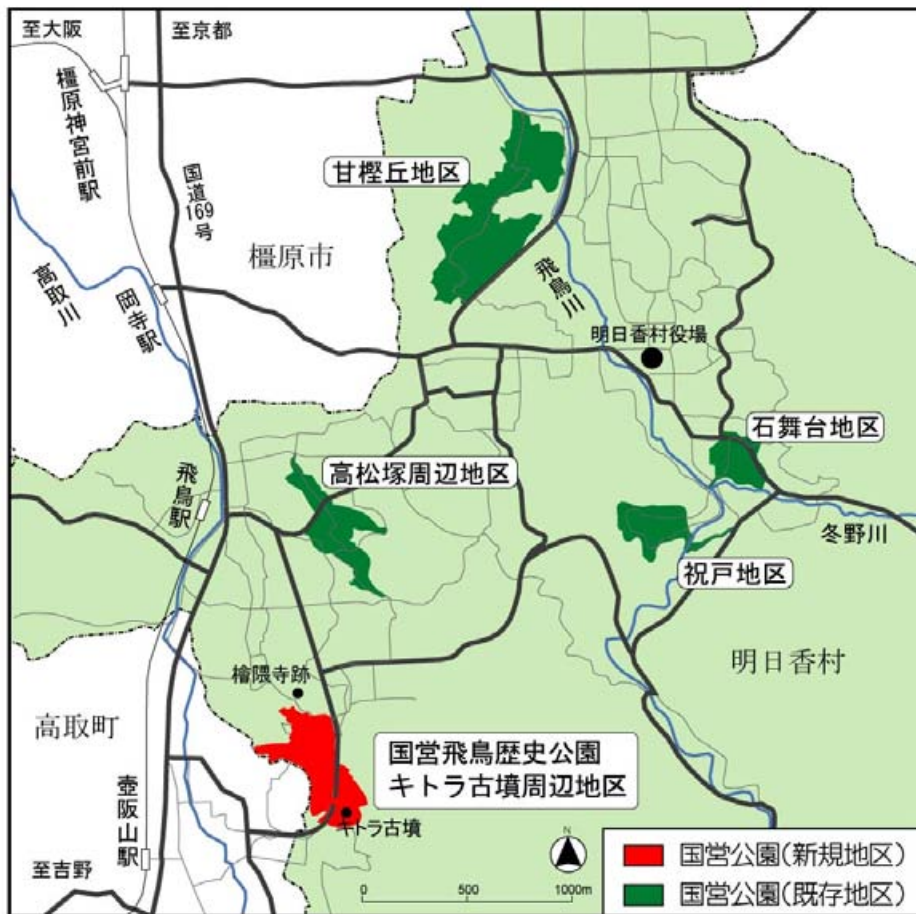 至大阪
至京都
橿原神宮前駅
国道169号
甘樫丘地区
橿原市
高取川
岡寺駅
飛鳥川
明日香村役場
石舞台地区
高松塚周辺地区
飛鳥駅
冬野川
祝戸地区
明日香村
檜隈寺跡
高取町
国営飛鳥歴史公園
キトラ古墳周辺地区
壺阪山駅
キトラ古墳
至吉野
N
0 500 1000m
国営公園(新規地区)
国営公園(既存地区)